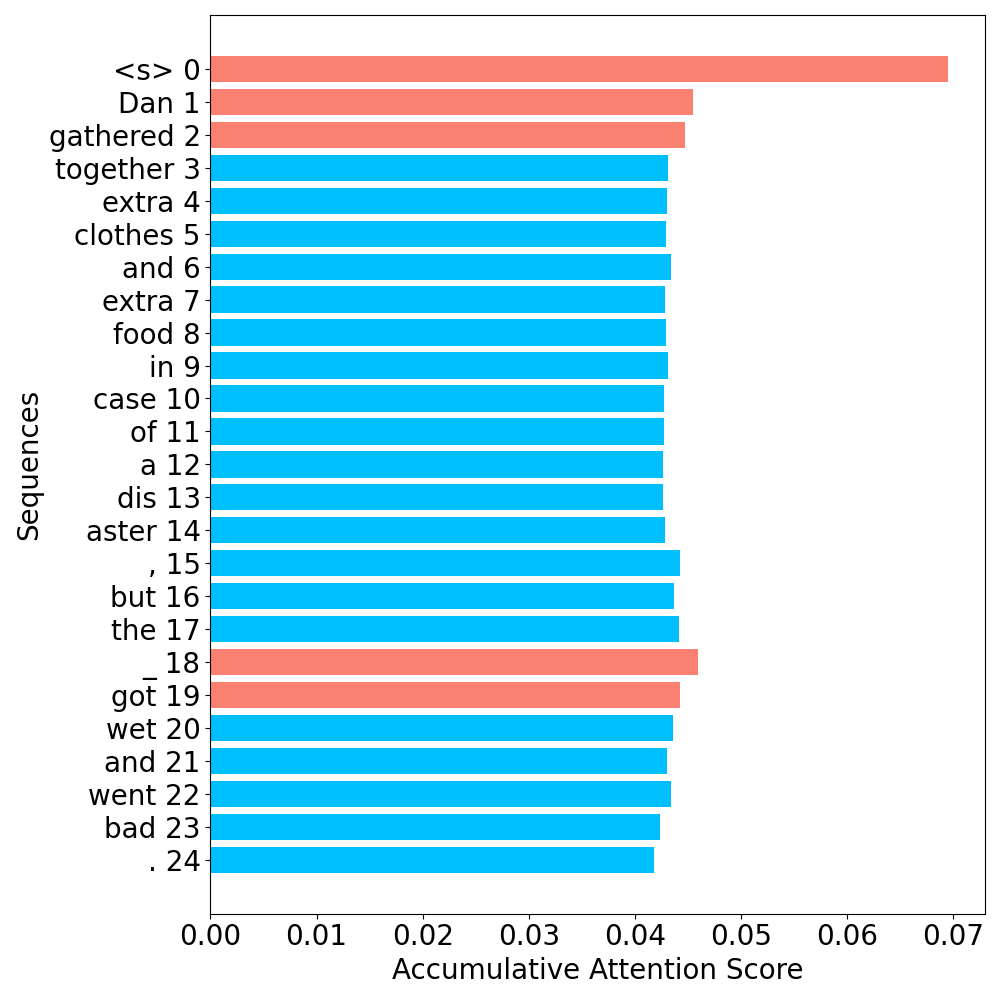 <s> 0
Dan 1
gathered 2
together 3
extra 4
clothes 5
and 6
extra 7
food 8
in 9
case 10
of 11
a 12
dis 13
aster 14
, 15
but 16
the 17
_ 18
got 19
wet 20
and 21
went 22
bad 23
. 24
Sequences
0.00 0.01 0.02 0.03 0.04 0.05 0.06 0.07
Accumulative Attention Score